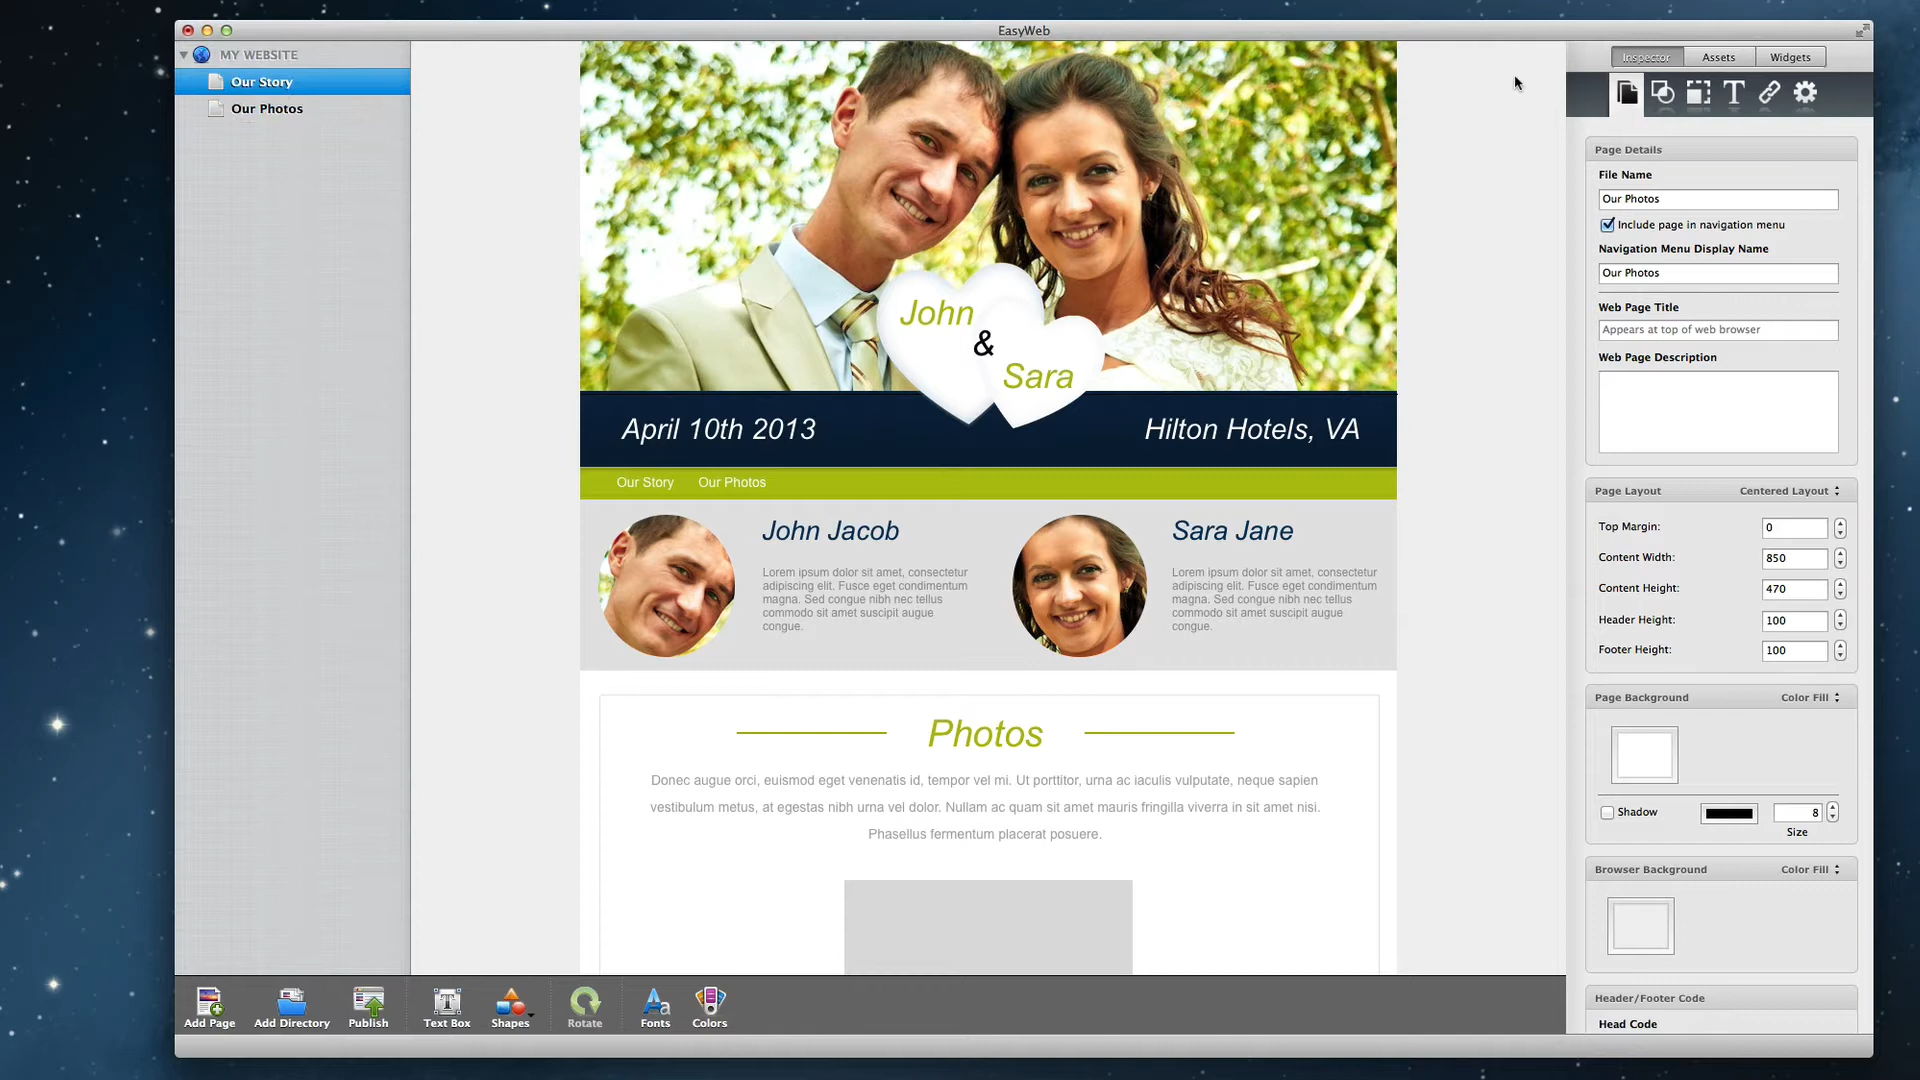 EasyWeb
MY WEBSITE
Our Story
Our Photos
John
&
Sara
April 10th 2013
Hilton Hotels, VA
Our Story Our Photos
John Jacob
Lorem ipsum dolor sit amet, consectetur
adipiscing elit. Fusce eget condimentum
magna. Sed congue nibh nec tellus
commodo sit amet suscipit augue
congue.
Sara Jane
Lorem ipsum dolor sit amet, consectetur
adipiscing elit. Fusce eget condimentum
magna. Sed congue nibh nec tellus
commodo sit amet suscipit augue
congue.
Photos
Donec augue orci, euismod eget venenatis id, tempor vel mi. Ut porttitor, urna ac iaculis vulputate, neque sapien
vestibulum metus, at egestas nibh urna vel dolor. Nullam ac quam sit amet mauris fringilla viverra in sit amet nisi.
Phasellus fermentum placerat posuere.
Inspector Assets Widgets
T
Page Details
File Name
Our Photos
Include page in navigation menu
Navigation Menu Display Name
Our Photos
Web Page Title
Appears at top of web browser
Web Page Description
Page Layout Centered Layout
Top Margin: 0
Content Width: 850
Content Height: 470
Header Height: 100
Footer Height: 100
Page Background Color Fill
Shadow 8
Size
Browser Background Color Fill
Header/Footer Code
Head Code
Add Page Add Directory Publish Text Box Shapes Rotate Fonts Colors